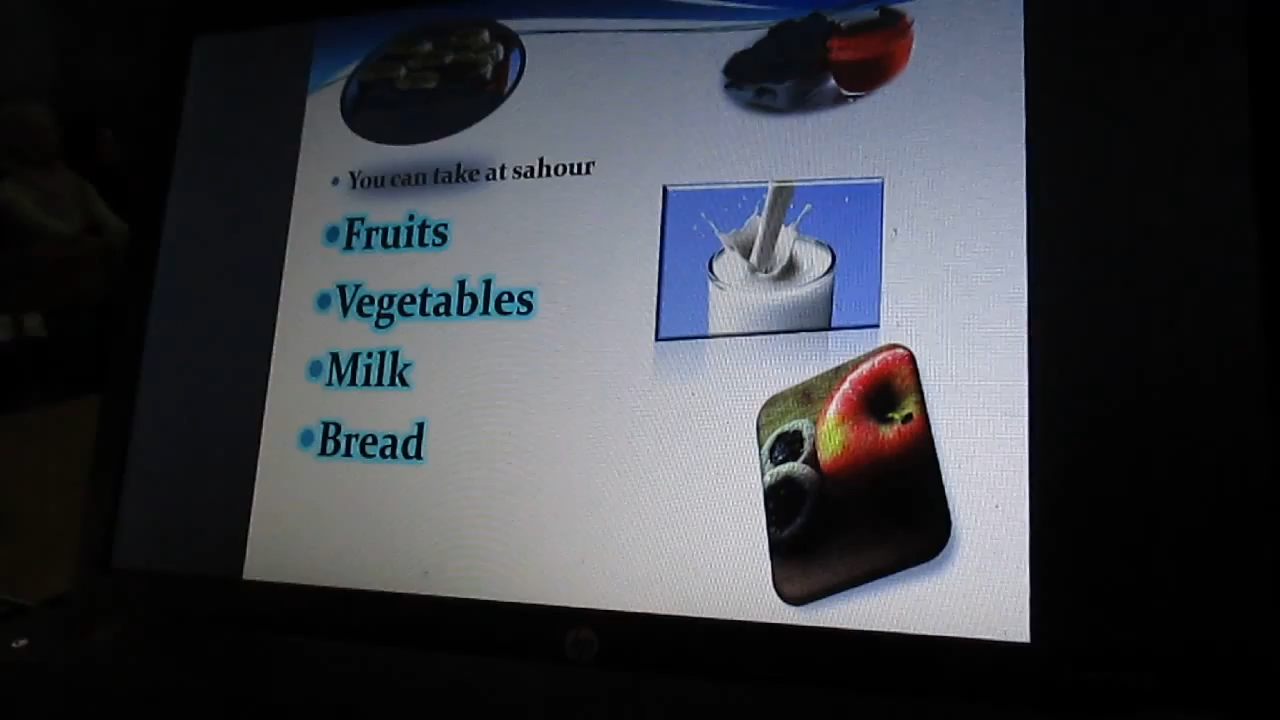 • You can take at sahour
•Fruits
•Vegetables
•Milk
•Bread